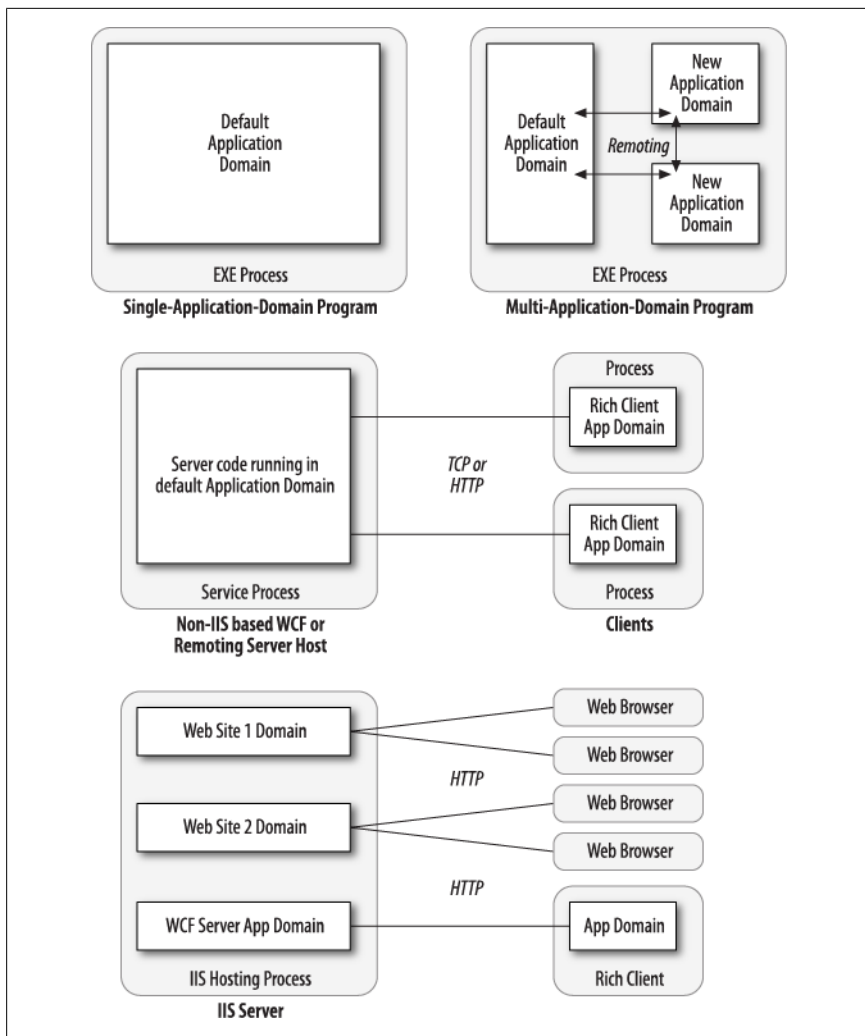 Default
Application
Domain
EXE Process
Single-Application-Domain Program
Default
Application
Domain
Remoting
New
Application
Domain
New
Application
Domain
EXE Process
Multi-Application-Domain Program
Server code running in
default Application Domain
Service Process
Non-IIS based WCF or
Remoting Server Host
TCP or
HTTP
Process
Rich Client
App Domain
Rich Client
App Domain
Process
Clients
Web Site 1 Domain
Web Site 2 Domain
WCF Server App Domain
IIS Hosting Process
IIS Server
HTTP
HTTP
Web Browser
Web Browser
Web Browser
Web Browser
App Domain
Rich Client